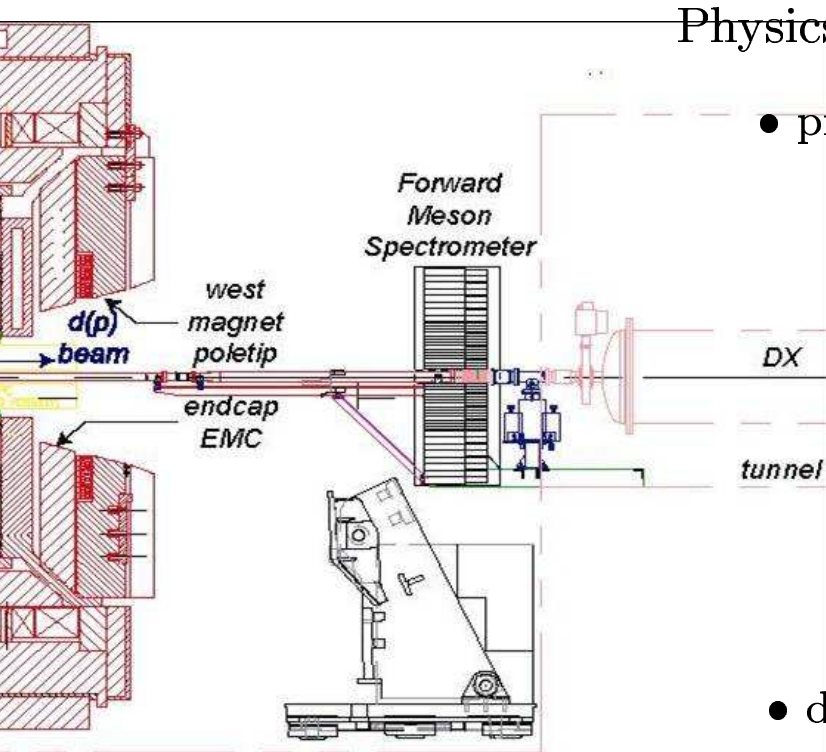 Physics
• p
Forward
Meson
Spectrometer
west
magnet
poletip
d(p)
beam
DX
endcap
EMC
tunnel
• d